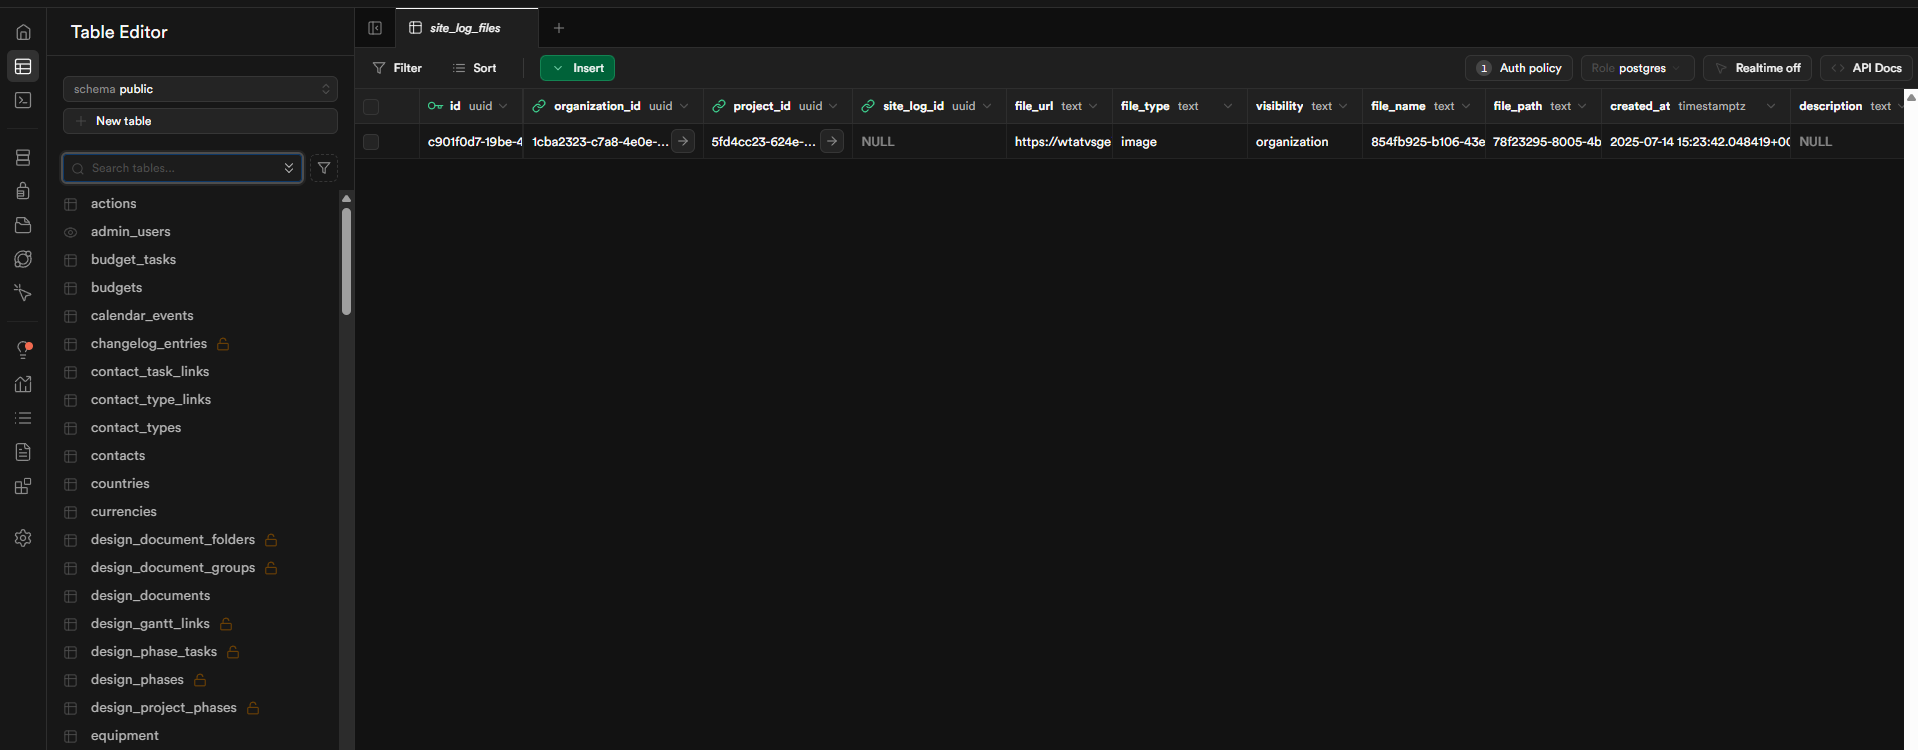 Table Editor
schema public
New table
Search tables...
actions
admin_users
budget_tasks
budgets
calendar_events
changelog_entries
contact_task_links
contact_type_links
contact_types
contacts
countries
currencies
design_document_folders
design_document_groups
design_documents
design_gantt_links
design_phase_tasks
design_phases
design_project_phases
equipment
site_log_files
Filter Sort Insert 1 Auth policy Role postgres Realtime off API Docs
id uuid organization_id uuid project_id uuid site_log_id uuid file_url text file_type text visibility text file_name text file_path text created_at timestamptz description text
c901f0d7-19be-4 1cba2323-c7a8-4e0e-... 5fd4cc23-624e-... NULL https://wtatvsge image organization 854fb925-b106-43e 78f23295-8005-4b 2025-07-14 15:23:42.048419+00 NULL